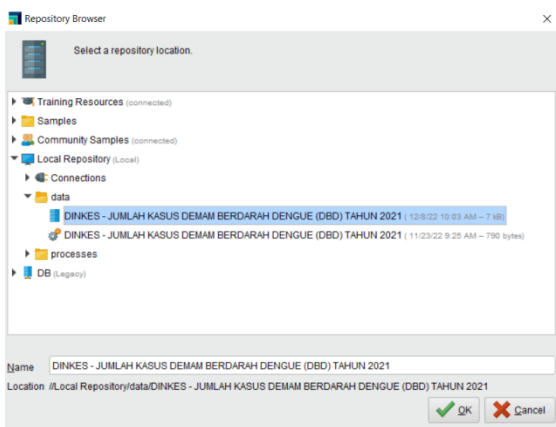 Repository Browser
Select a repository location.
Training Resources (connected)
Samples
Community Samples (connected)
Local Repository (Local)
Connections
data
DINKES - JUMLAH KASUS DEMAM BERDARAH DENGUE (DBD) TAHUN 2021 ( 12/8/22 10:03 AM – 7 kB)
DINKES - JUMLAH KASUS DEMAM BERDARAH DENGUE (DBD) TAHUN 2021 ( 11/23/22 9:25 AM – 790 bytes)
processes
DB (Legacy)
Name DINKES - JUMLAH KASUS DEMAM BERDARAH DENGUE (DBD) TAHUN 2021
Location //Local Repository/data/DINKES - JUMLAH KASUS DEMAM BERDARAH DENGUE (DBD) TAHUN 2021
OK Cancel